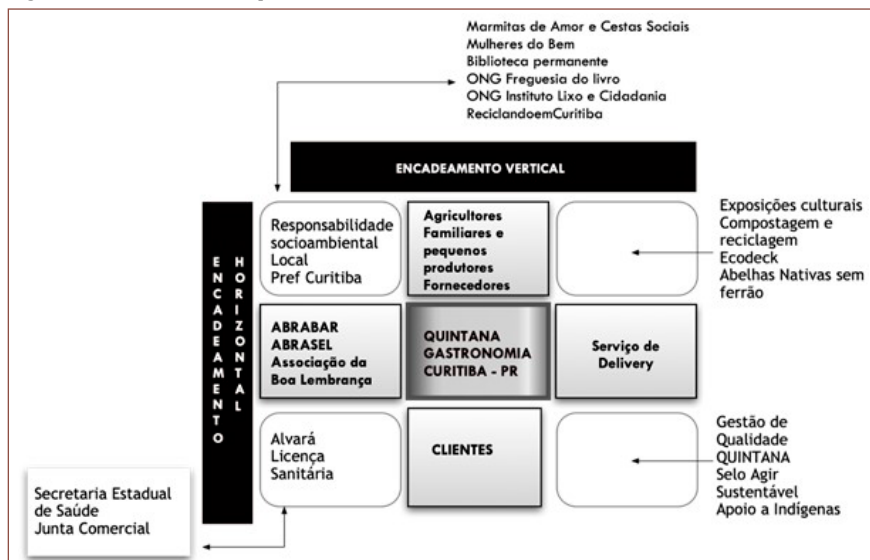 Marmitas de Amor e Cestas Sociais
Mulheres do Bem
Biblioteca permanente
ONG Freguesia do livro
ONG Instituto Lixo e Cidadania
ReciclandoemCuritiba
ENCADEAMENTO VERTICAL
ENCADEAMENTO
HORIZONTAL
Responsabilidade
socioambiental
Local
Pref Curitiba
Agricultores
Familiares e
pequenos
produtores
Fornecedores
Exposições culturais
Compostagem e
reciclagem
Ecodeck
Abelhas Nativas sem
ferrão
ABRABAR
ABRASEL
Associação da
Boa Lembrança
QUINTANA
GASTRONOMIA
CURITIBA - PR
Serviço de
Delivery
Alvará
Licença
Sanitária
CLIENTES
Gestão de
Qualidade
QUINTANA
Selo Agir
Sustentável
Apoio a Indígenas
Secretaria Estadual
de Saúde
Junta Comercial